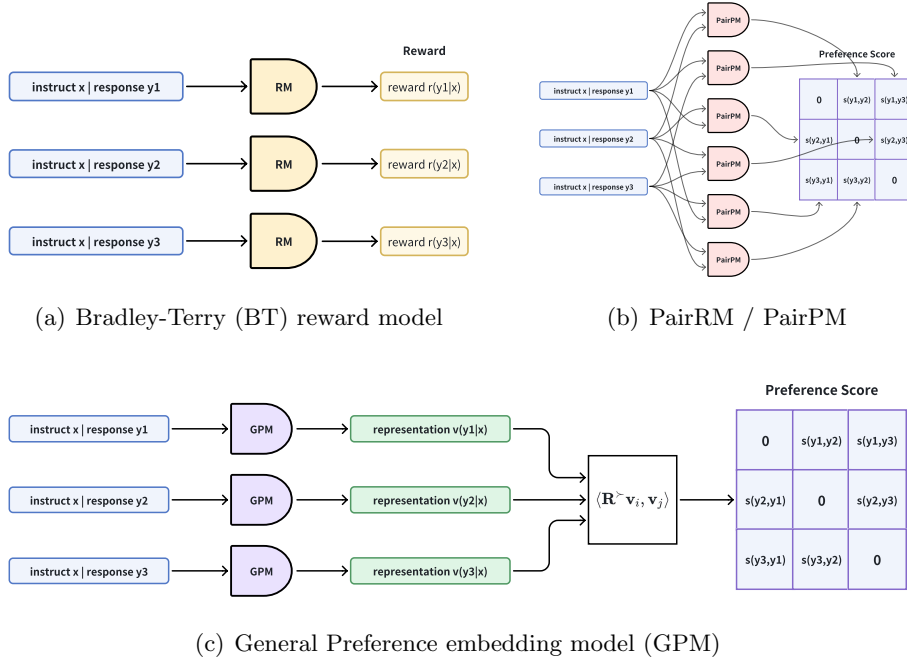 Reward
instruct x | response y1
RM
reward r(y1|x)
instruct x | response y2
RM
reward r(y2|x)
instruct x | response y3
RM
reward r(y3|x)
(a) Bradley-Terry (BT) reward model
PairPM
PairPM
PairPM
PairPM
PairPM
PairPM
instruct x | response y1
instruct x | response y2
instruct x | response y3
Preference Score
0 s(y1,y2) s(y1,y3)
s(y2,y1) 0 s(y2,y3)
s(y3,y1) s(y3,y2) 0
(b) PairRM / PairPM
instruct x | response y1
GPM
representation v(y1|x)
instruct x | response y2
GPM
representation v(y2|x)
instruct x | response y3
GPM
representation v(y3|x)
⟨R^≻ v_i, v_j⟩
Preference Score
0 s(y1,y2) s(y1,y3)
s(y2,y1) 0 s(y2,y3)
s(y3,y1) s(y3,y2) 0
(c) General Preference embedding model (GPM)